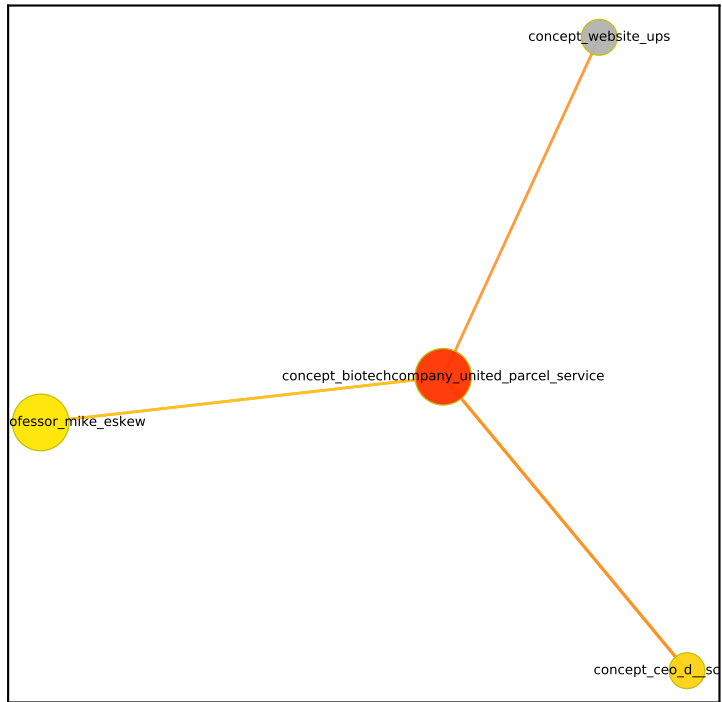 concept_website_ups
concept_biotechcompany_united_parcel_service
ofessor_mike_eskew
concept_ceo_d__sc